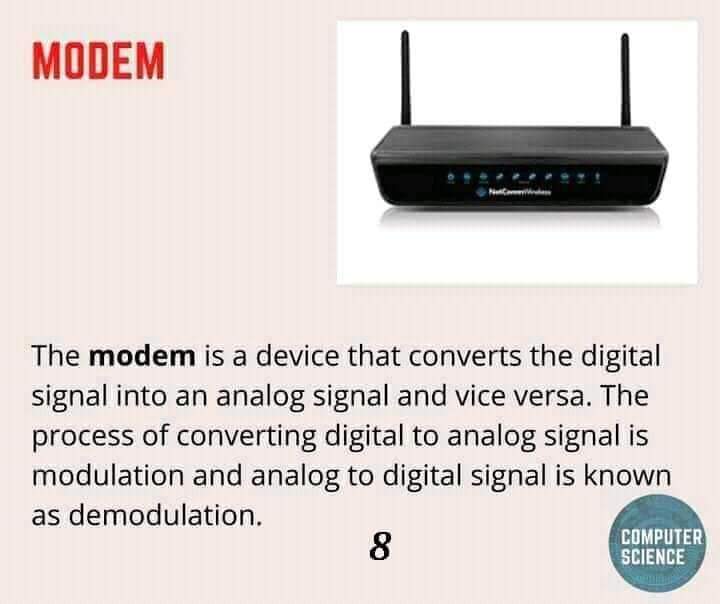 MODEM
NetCommWireless
The modem is a device that converts the digital
signal into an analog signal and vice versa. The
process of converting digital to analog signal is
modulation and analog to digital signal is known
as demodulation.
8
COMPUTER
SCIENCE